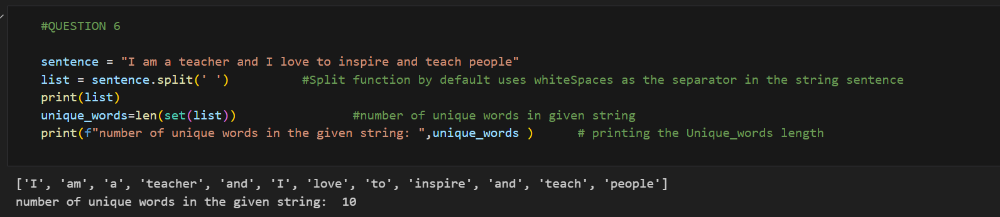 #QUESTION 6
sentence = "I am a teacher and I love to inspire and teach people"
list = sentence.split(' ')          #Split function by default uses whiteSpaces as the separator in the string sentence
print(list)
unique_words=len(set(list))                #number of unique words in given string
print(f"number of unique words in the given string: ",unique_words )      # printing the Unique_words length
['I', 'am', 'a', 'teacher', 'and', 'I', 'love', 'to', 'inspire', 'and', 'teach', 'people']
number of unique words in the given string:  10